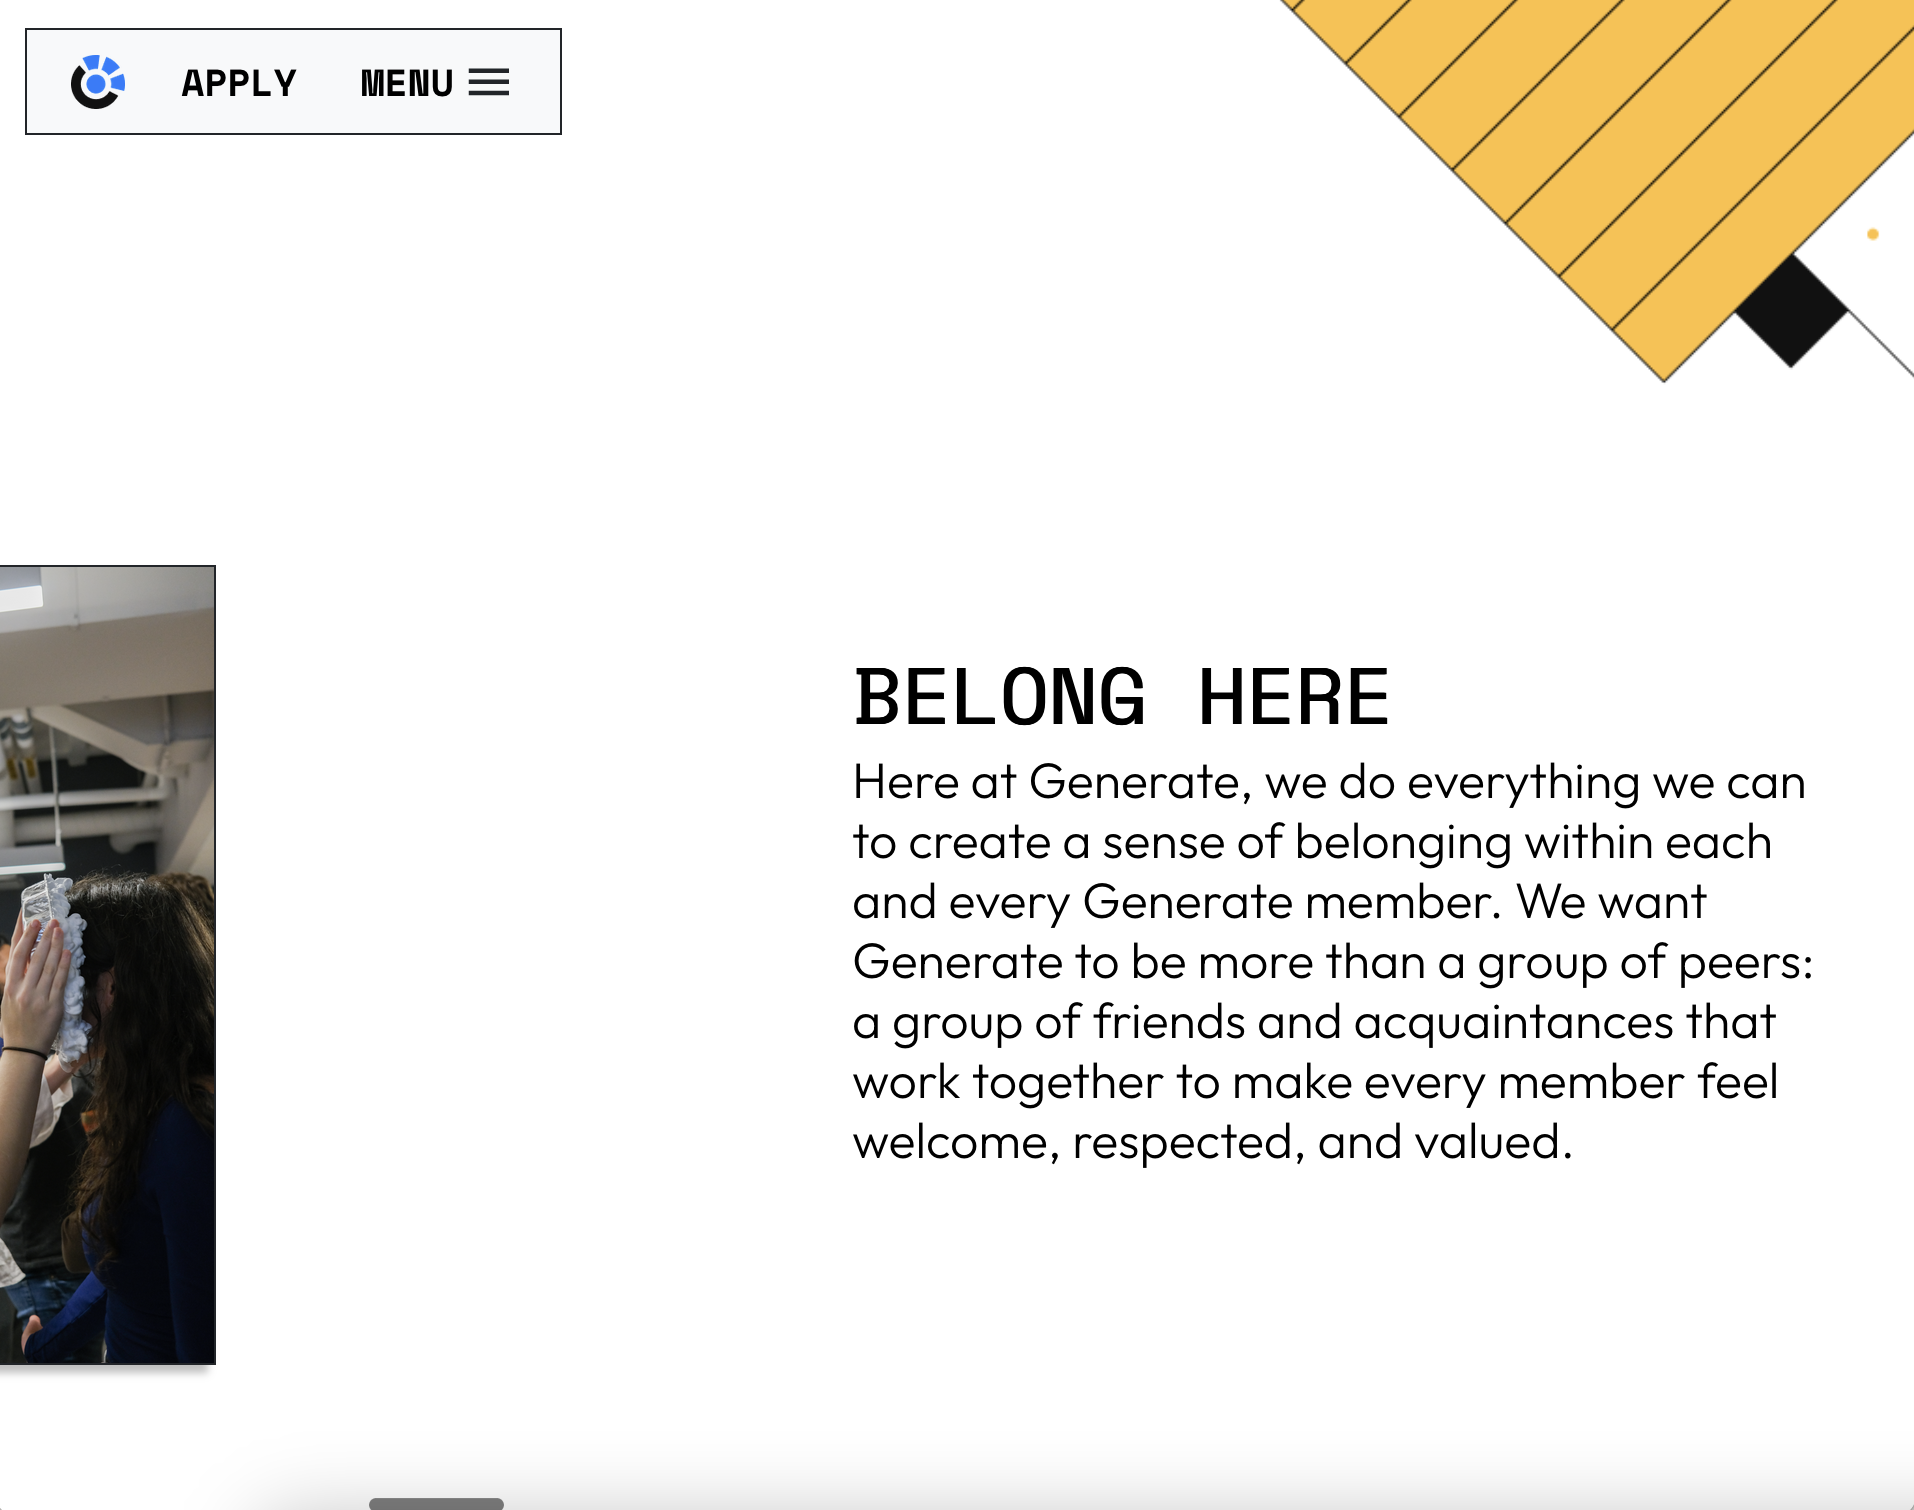 APPLY MENU
BELONG HERE
Here at Generate, we do everything we can
to create a sense of belonging within each
and every Generate member. We want
Generate to be more than a group of peers:
a group of friends and acquaintances that
work together to make every member feel
welcome, respected, and valued.